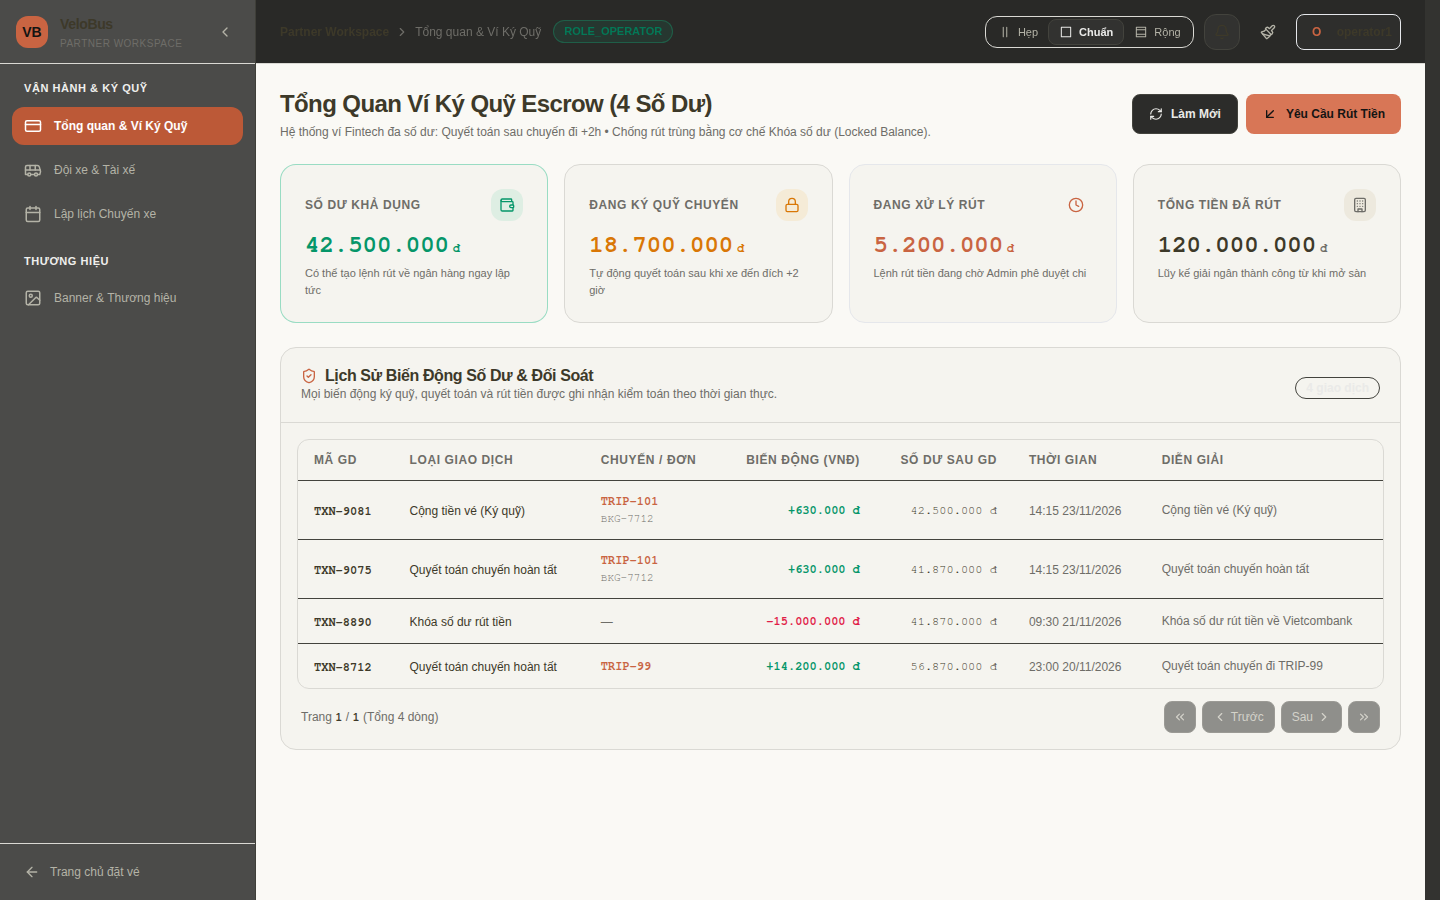 VB
VeloBus
PARTNER WORKSPACE
VẬN HÀNH & KÝ QUỸ
Tổng quan & Ví Ký Quỹ
Đội xe & Tài xế
Lập lịch Chuyến xe
THƯƠNG HIỆU
Banner & Thương hiệu
Trang chủ đặt vé
Partner Workspace > Tổng quan & Ví Ký Quỹ ROLE_OPERATOR
Hẹp Chuẩn Rộng
O operator1
Tổng Quan Ví Ký Quỹ Escrow (4 Số Dư)
Hệ thống ví Fintech đa số dư: Quyết toán sau chuyến đi +2h • Chống rút trùng bằng cơ chế Khóa số dư (Locked Balance).
Làm Mới
Yêu Cầu Rút Tiền
SỐ DƯ KHẢ DỤNG
42.500.000 đ
Có thể tạo lệnh rút về ngân hàng ngay lập
tức
ĐANG KÝ QUỸ CHUYẾN
18.700.000 đ
Tự động quyết toán sau khi xe đến đích +2
giờ
ĐANG XỬ LÝ RÚT
5.200.000 đ
Lệnh rút tiền đang chờ Admin phê duyệt chi
TỔNG TIỀN ĐÃ RÚT
120.000.000 đ
Lũy kế giải ngân thành công từ khi mở sàn
Lịch Sử Biến Động Số Dư & Đối Soát
Mọi biến động ký quỹ, quyết toán và rút tiền được ghi nhận kiểm toán theo thời gian thực.
4 giao dịch
MÃ GD LOẠI GIAO DỊCH CHUYẾN / ĐƠN BIẾN ĐỘNG (VNĐ) SỐ DƯ SAU GD THỜI GIAN DIỄN GIẢI
TXN-9081 Cộng tiền vé (Ký quỹ) TRIP-101 +630.000 đ 42.500.000 đ 14:15 23/11/2026 Cộng tiền vé (Ký quỹ)
BKG-7712
TXN-9075 Quyết toán chuyến hoàn tất TRIP-101 +630.000 đ 41.870.000 đ 14:15 23/11/2026 Quyết toán chuyến hoàn tất
BKG-7712
TXN-8890 Khóa số dư rút tiền — -15.000.000 đ 41.870.000 đ 09:30 21/11/2026 Khóa số dư rút tiền về Vietcombank
TXN-8712 Quyết toán chuyến hoàn tất TRIP-99 +14.200.000 đ 56.870.000 đ 23:00 20/11/2026 Quyết toán chuyến đi TRIP-99
Trang 1 / 1 (Tổng 4 dòng)
Trước Sau